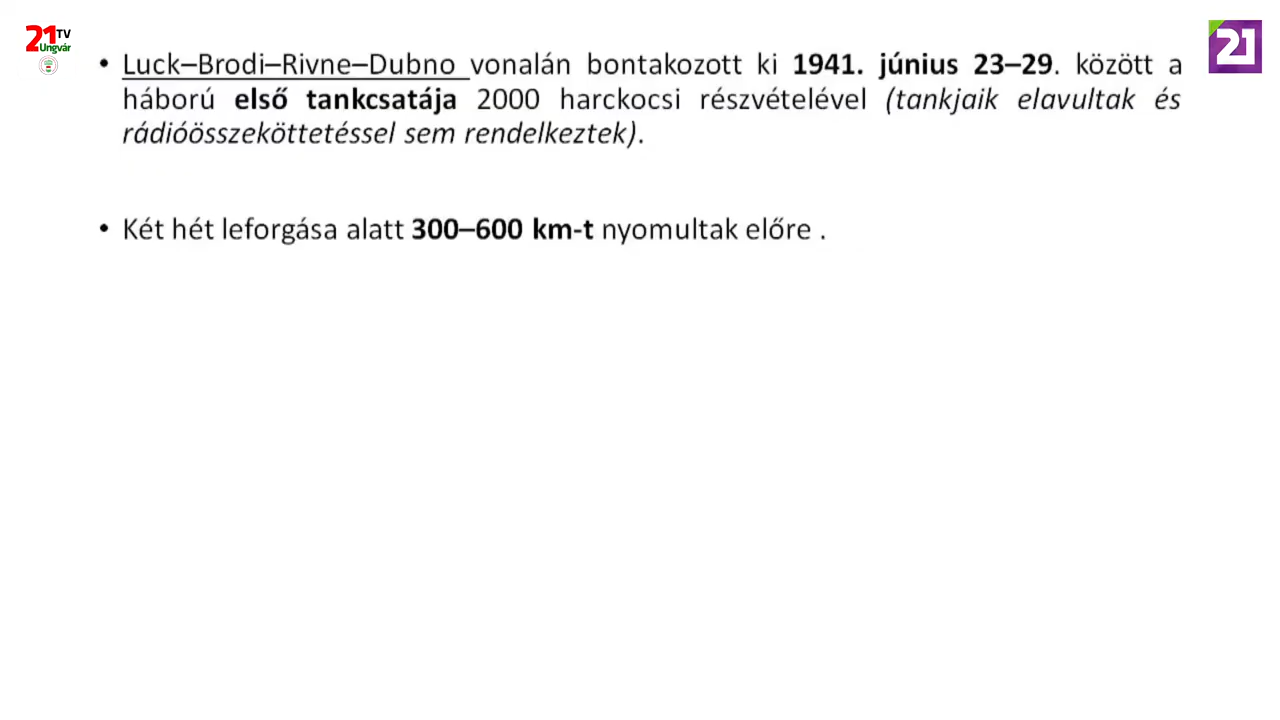 21 TV
Ungvár
21
• Luck–Brodi–Rivne–Dubno vonalán bontakozott ki 1941. június 23–29. között a
háború első tankcsatája 2000 harckocsi részvételével (tankjaik elavultak és
rádióösszeköttetéssel sem rendelkeztek).
• Két hét leforgása alatt 300–600 km-t nyomultak előre .